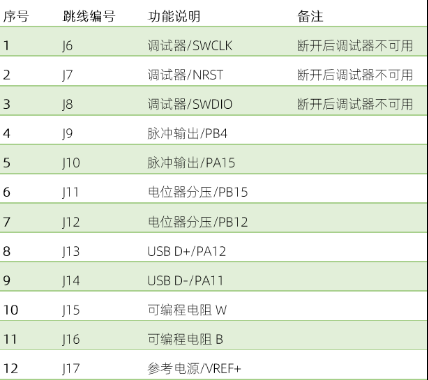 序号 跳线编号 功能说明 备注
1 J6 调试器/SWCLK 断开后调试器不可用
2 J7 调试器/NRST 断开后调试器不可用
3 J8 调试器/SWDIO 断开后调试器不可用
4 J9 脉冲输出/PB4
5 J10 脉冲输出/PA15
6 J11 电位器分压/PB15
7 J12 电位器分压/PB12
8 J13 USB D+/PA12
9 J14 USB D-/PA11
10 J15 可编程电阻 W
11 J16 可编程电阻 B
12 J17 参考电源/VREF+